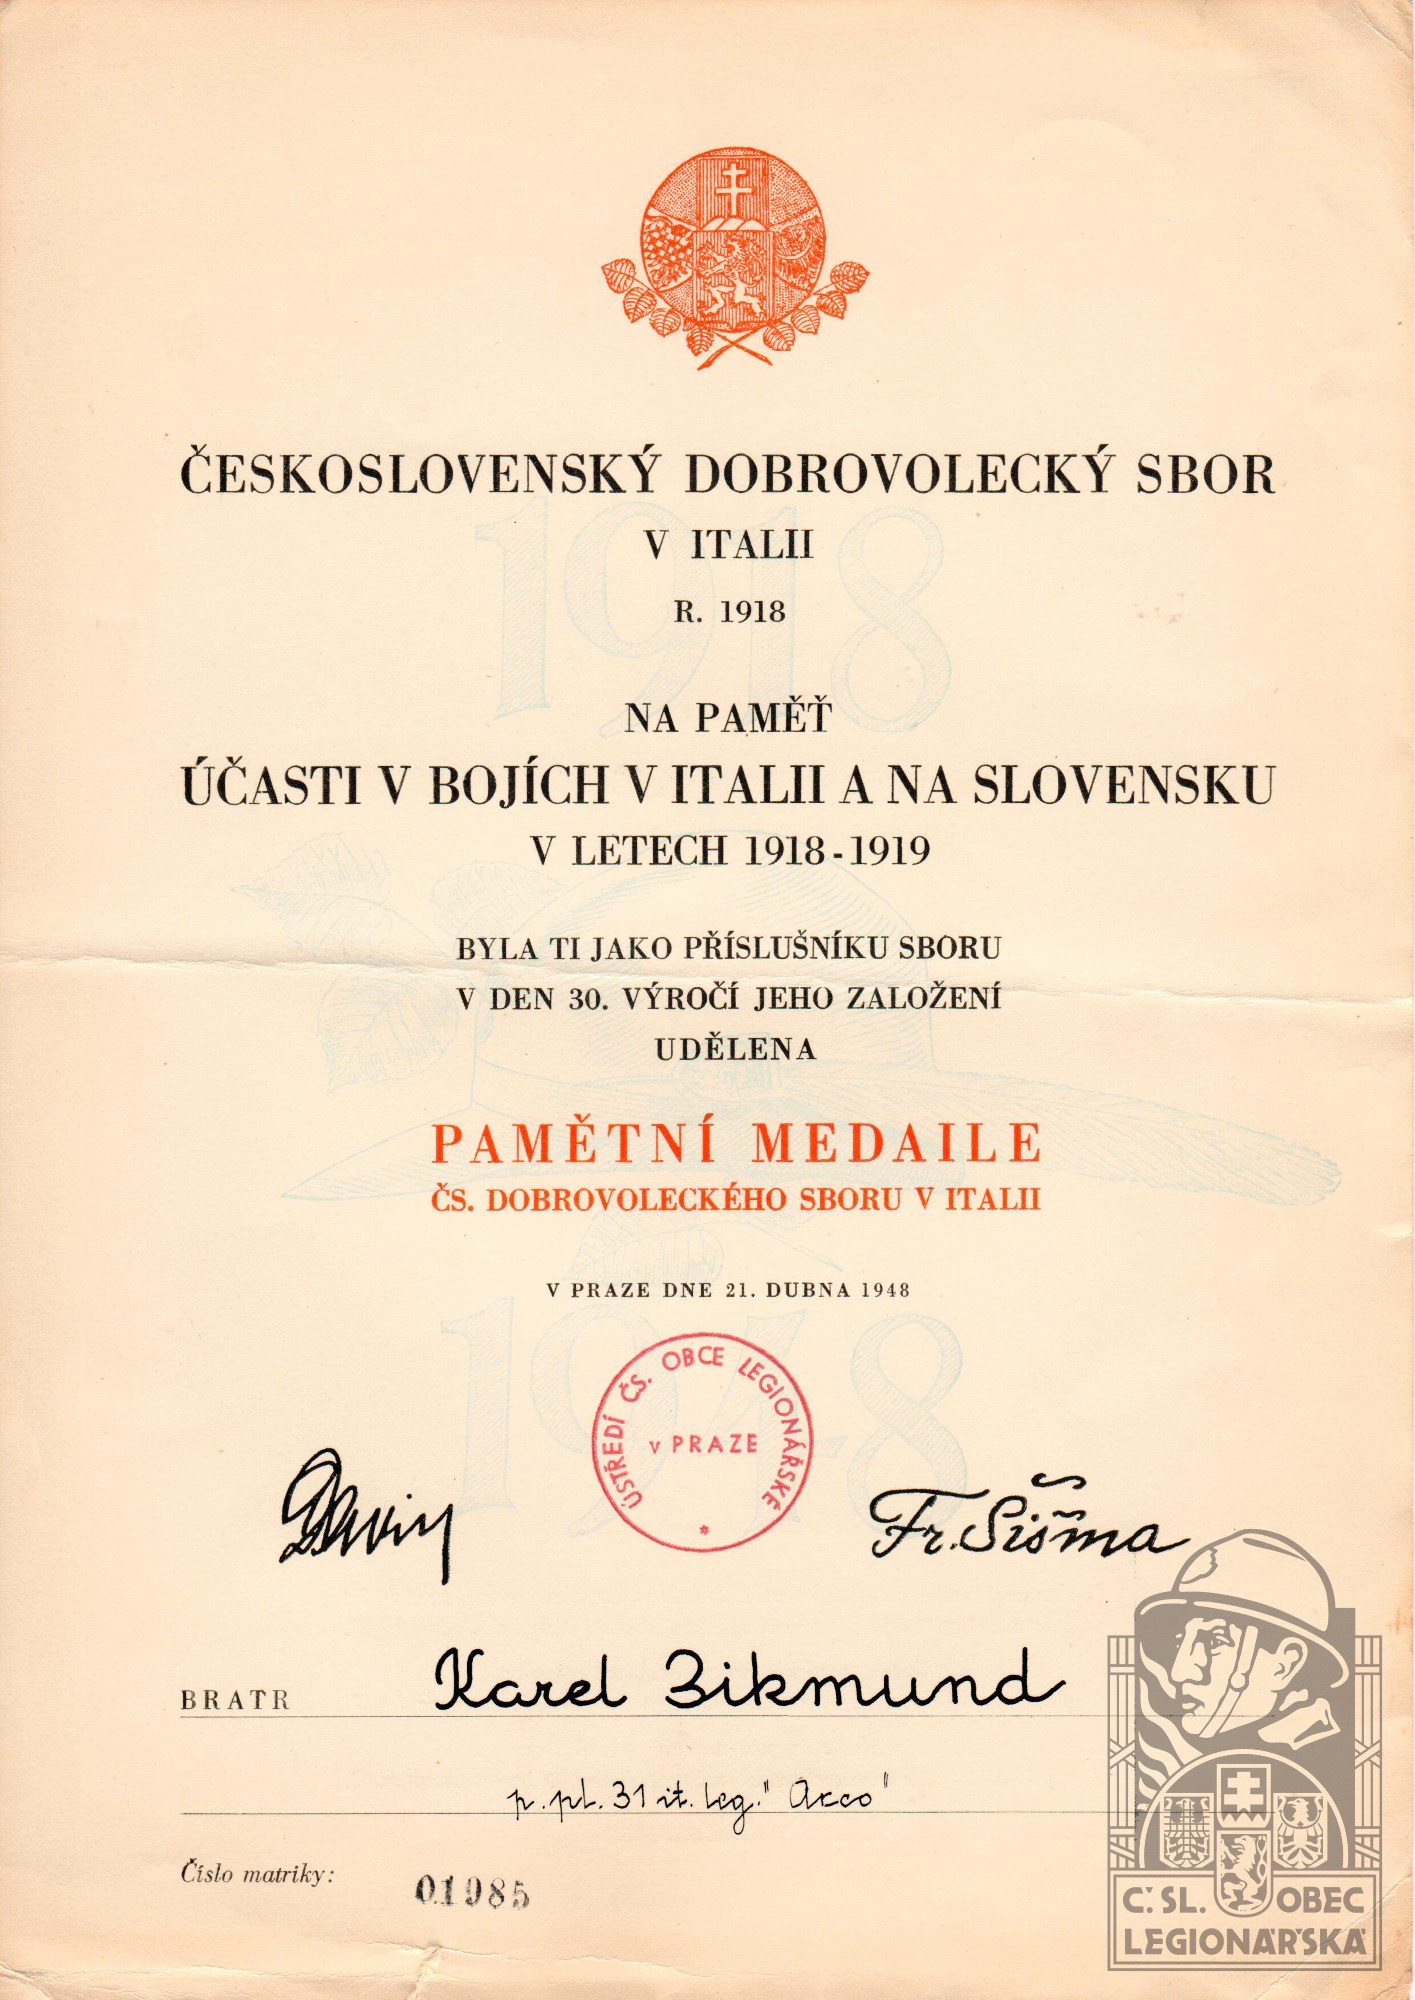 ČESKOSLOVENSKÝ DOBROVOLECKÝ SBOR
V ITALII
R. 1918
1918
NA PAMĚŤ
ÚČASTI V BOJÍCH V ITALII A NA SLOVENSKU
V LETECH 1918-1919
BYLA TI JAKO PŘÍSLUŠNÍKU SBORU
V DEN 30. VÝROČÍ JEHO ZALOŽENÍ
UDĚLENA
PAMĚTNÍ MEDAILE
ČS. DOBROVOLECKÉHO SBORU V ITALII
V PRAZE DNE 21. DUBNA 1948
1948
ÚSTŘEDÍ ČS. OBCE LEGIONÁŘSKÉ
V PRAZE
*
Fr. Šišma
BRATR Karel Zikmund
p. pl. 31 it. leg. "Arco"
Číslo matriky: 01985
Č.SL. OBEC
LEGIONÁŘSKÁ